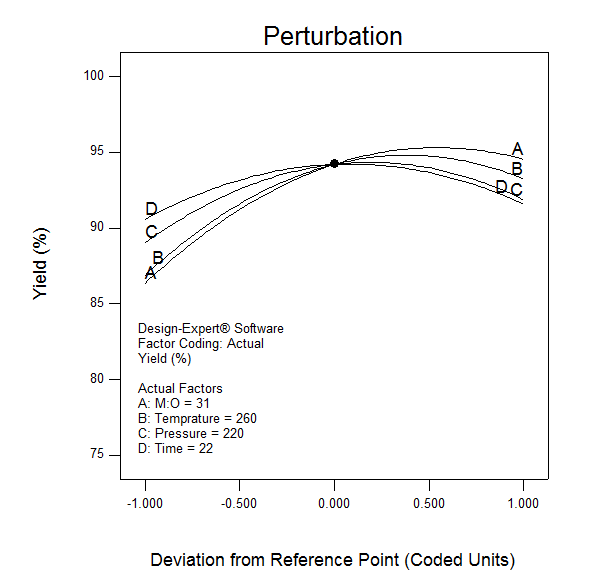 Perturbation
Yield (%)
100
95
90
85
80
75
D
C
B
A
A
B
D C
Design-Expert® Software
Factor Coding: Actual
Yield (%)
Actual Factors
A: M:O = 31
B: Temprature = 260
C: Pressure = 220
D: Time = 22
-1.000 -0.500 0.000 0.500 1.000
Deviation from Reference Point (Coded Units)